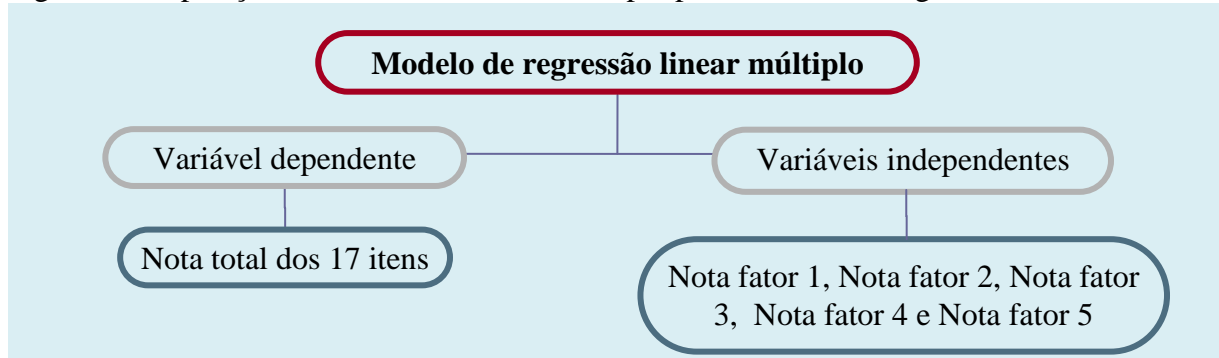 Modelo de regressão linear múltiplo
Variável dependente
Variáveis independentes
Nota total dos 17 itens
Nota fator 1, Nota fator 2, Nota fator
3, Nota fator 4 e Nota fator 5